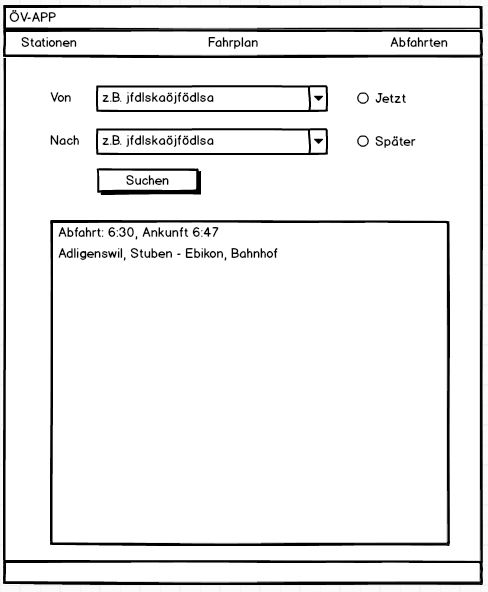 ÖV-APP
Stationen Fahrplan Abfahrten
Von z.B. jfdlskaöjfödlsa Jetzt
Nach z.B. jfdlskaöjfödlsa Später
Suchen
Abfahrt: 6:30, Ankunft 6:47
Adligenswil, Stuben - Ebikon, Bahnhof